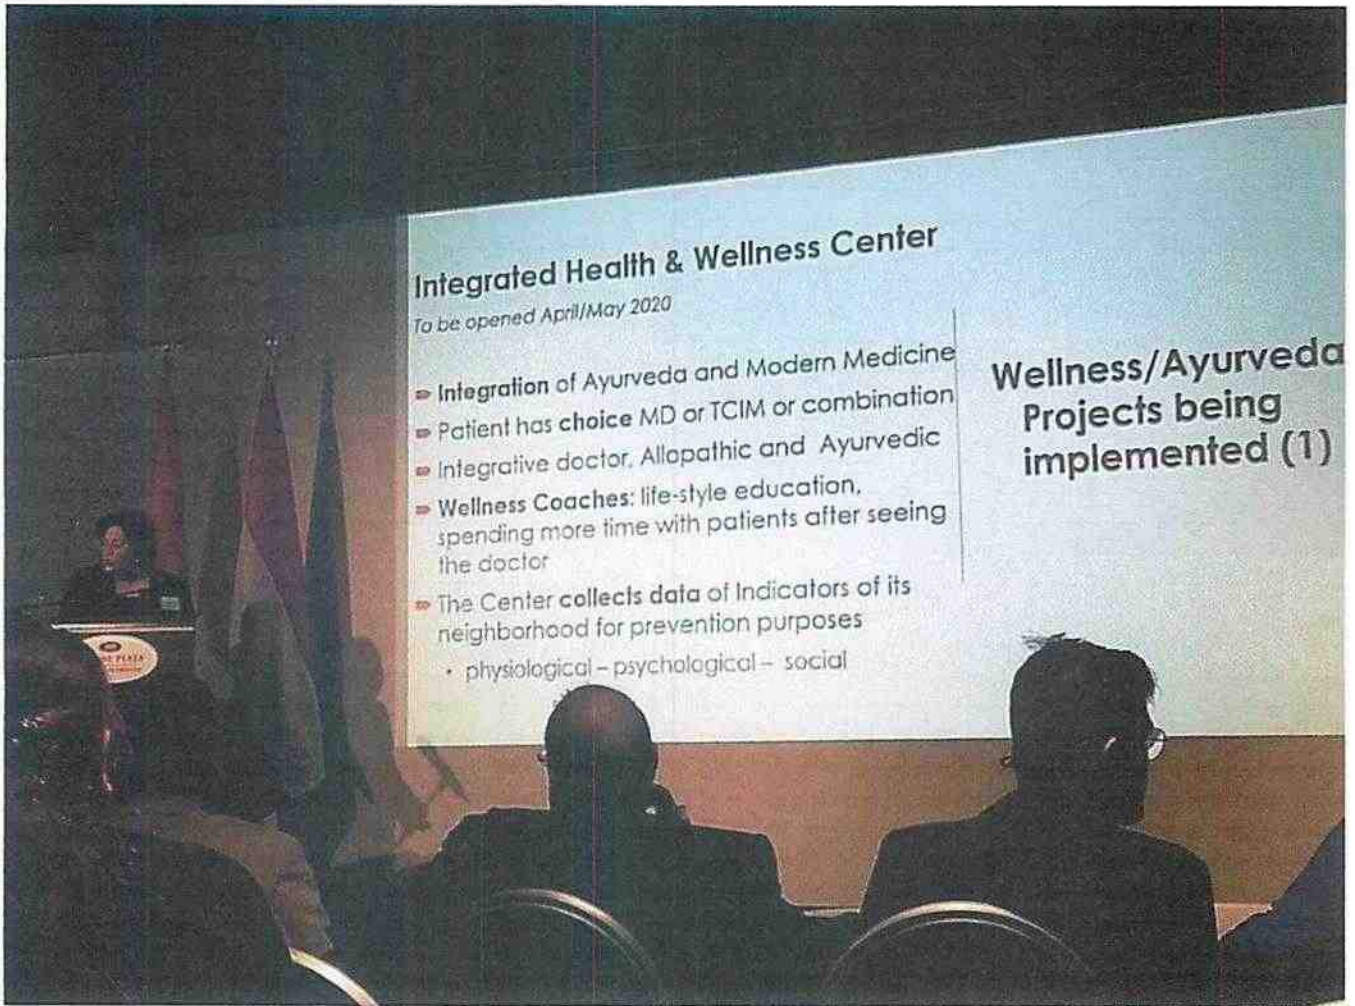 Integrated Health & Wellness Center
To be opened April/May 2020
Integration of Ayurveda and Modern Medicine
Patient has choice MD or TCIM or combination
Integrative doctor, Allopathic and Ayurvedic
Wellness Coaches: life-style education,
spending more time with patients after seeing
the doctor
The Center collects data of Indicators of its
neighborhood for prevention purposes
• physiological – psychological – social
Wellness/Ayurveda
Projects being
implemented (1)
PLAZA